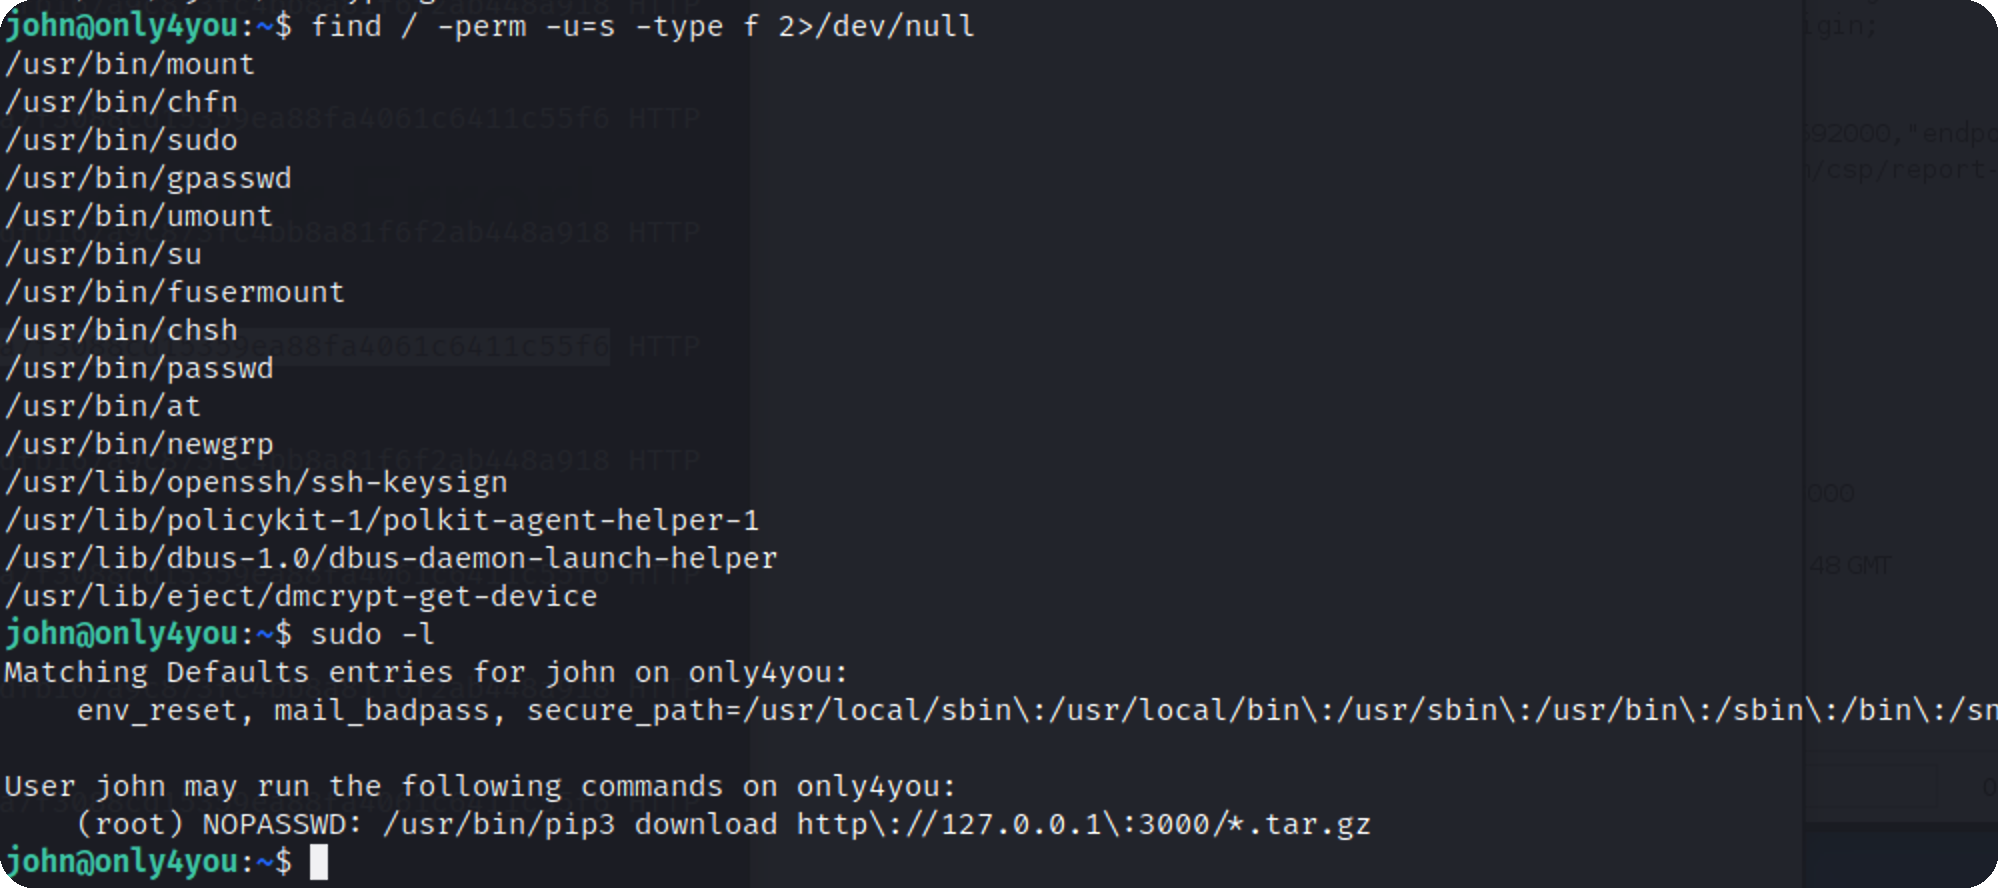 john@only4you:~$ find / -perm -u=s -type f 2>/dev/null
/usr/bin/mount
/usr/bin/chfn
/usr/bin/sudo
/usr/bin/gpasswd
/usr/bin/umount
/usr/bin/su
/usr/bin/fusermount
/usr/bin/chsh
/usr/bin/passwd
/usr/bin/at
/usr/bin/newgrp
/usr/lib/openssh/ssh-keysign
/usr/lib/policykit-1/polkit-agent-helper-1
/usr/lib/dbus-1.0/dbus-daemon-launch-helper
/usr/lib/eject/dmcrypt-get-device
john@only4you:~$ sudo -l
Matching Defaults entries for john on only4you:
    env_reset, mail_badpass, secure_path=/usr/local/sbin\:/usr/local/bin\:/usr/sbin\:/usr/bin\:/sbin\:/bin\:/sn

User john may run the following commands on only4you:
    (root) NOPASSWD: /usr/bin/pip3 download http\://127.0.0.1\:3000/*.tar.gz
john@only4you:~$